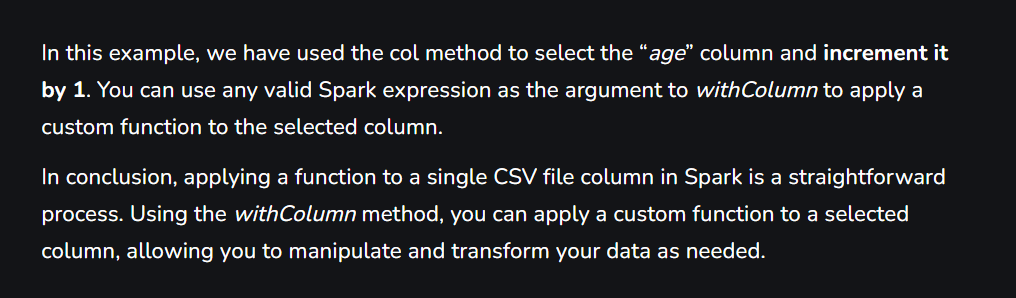 In this example, we have used the col method to select the “age” column and increment it
by 1. You can use any valid Spark expression as the argument to withColumn to apply a
custom function to the selected column.
In conclusion, applying a function to a single CSV file column in Spark is a straightforward
process. Using the withColumn method, you can apply a custom function to a selected
column, allowing you to manipulate and transform your data as needed.